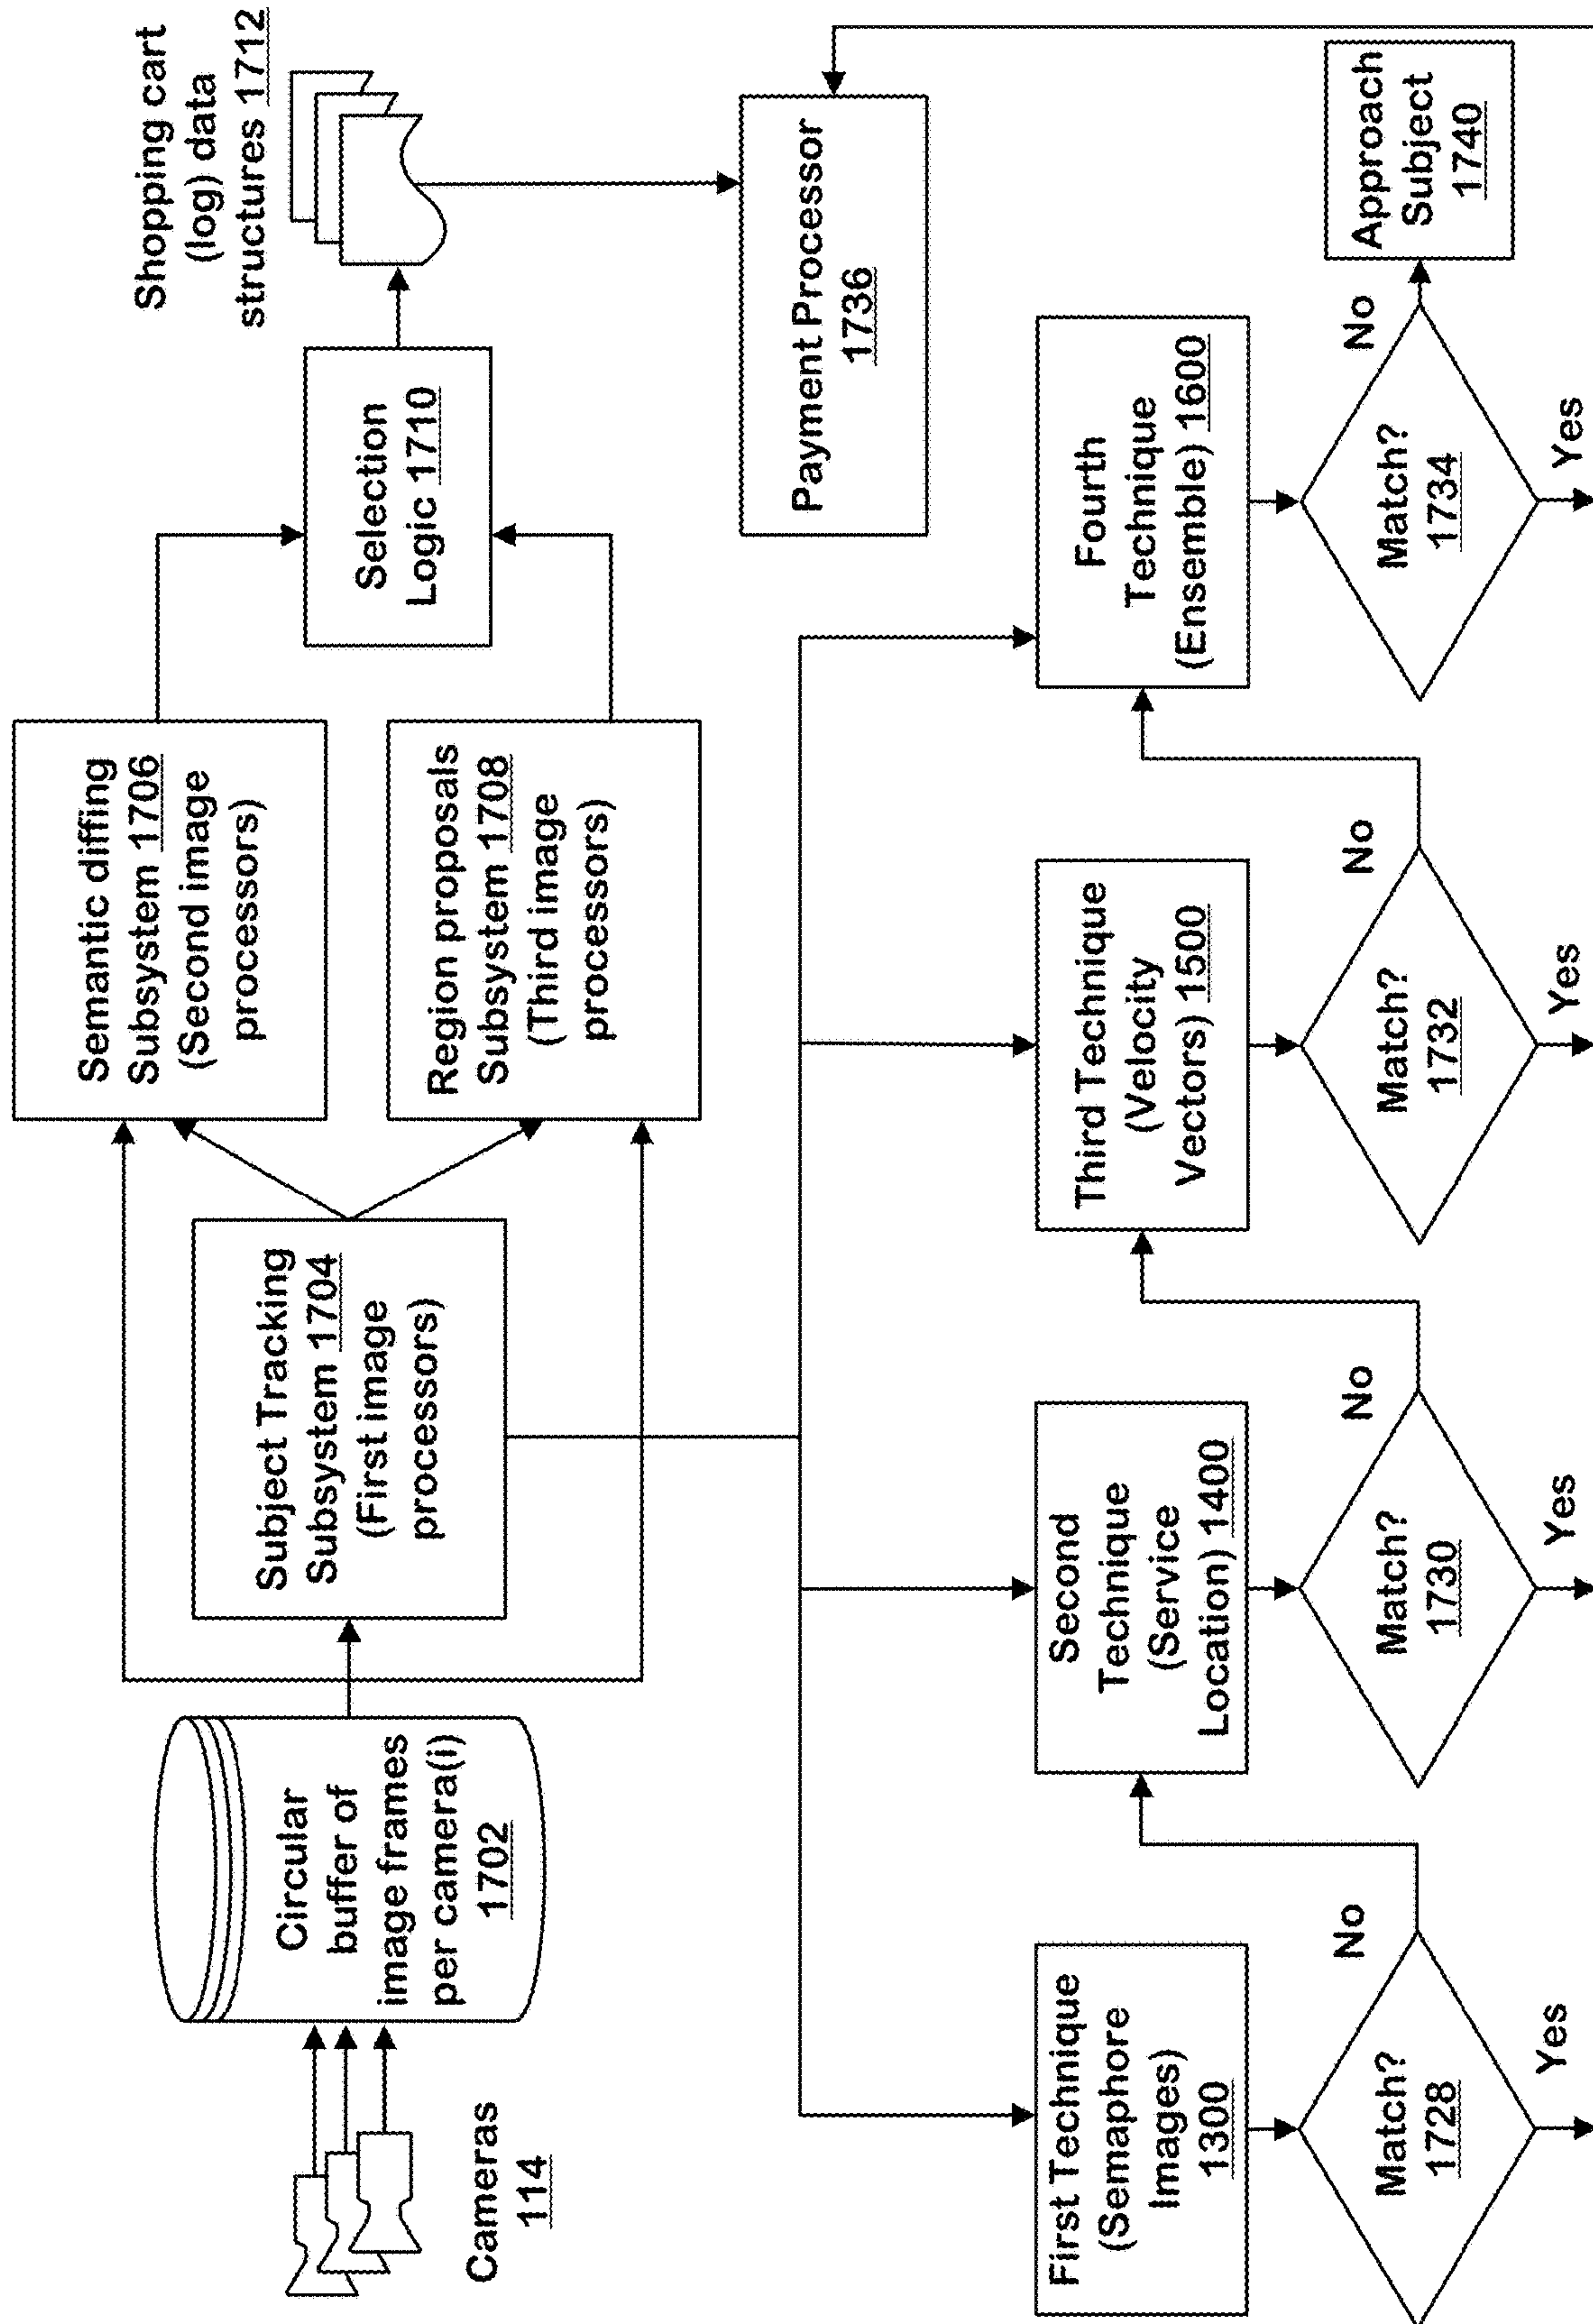 Cameras
114
Circular
buffer of
image frames
per camera(i)
1702
Subject Tracking
Subsystem 1704
(First image
processors)
Semantic diffing
Subsystem 1706
(Second image
processors)
Region proposals
Subsystem 1708
(Third image
processors)
Selection
Logic 1710
Shopping cart
(log) data
structures 1712
Payment Processor
1736
First Technique
(Semaphore
Images)
1300
Second
Technique
(Service
Location) 1400
Third Technique
(Velocity
Vectors) 1500
Fourth
Technique
(Ensemble) 1600
Match?
1728
No
Yes
Match?
1730
No
Yes
Match?
1732
No
Yes
Match?
1734
No
Yes
Approach
Subject
1740